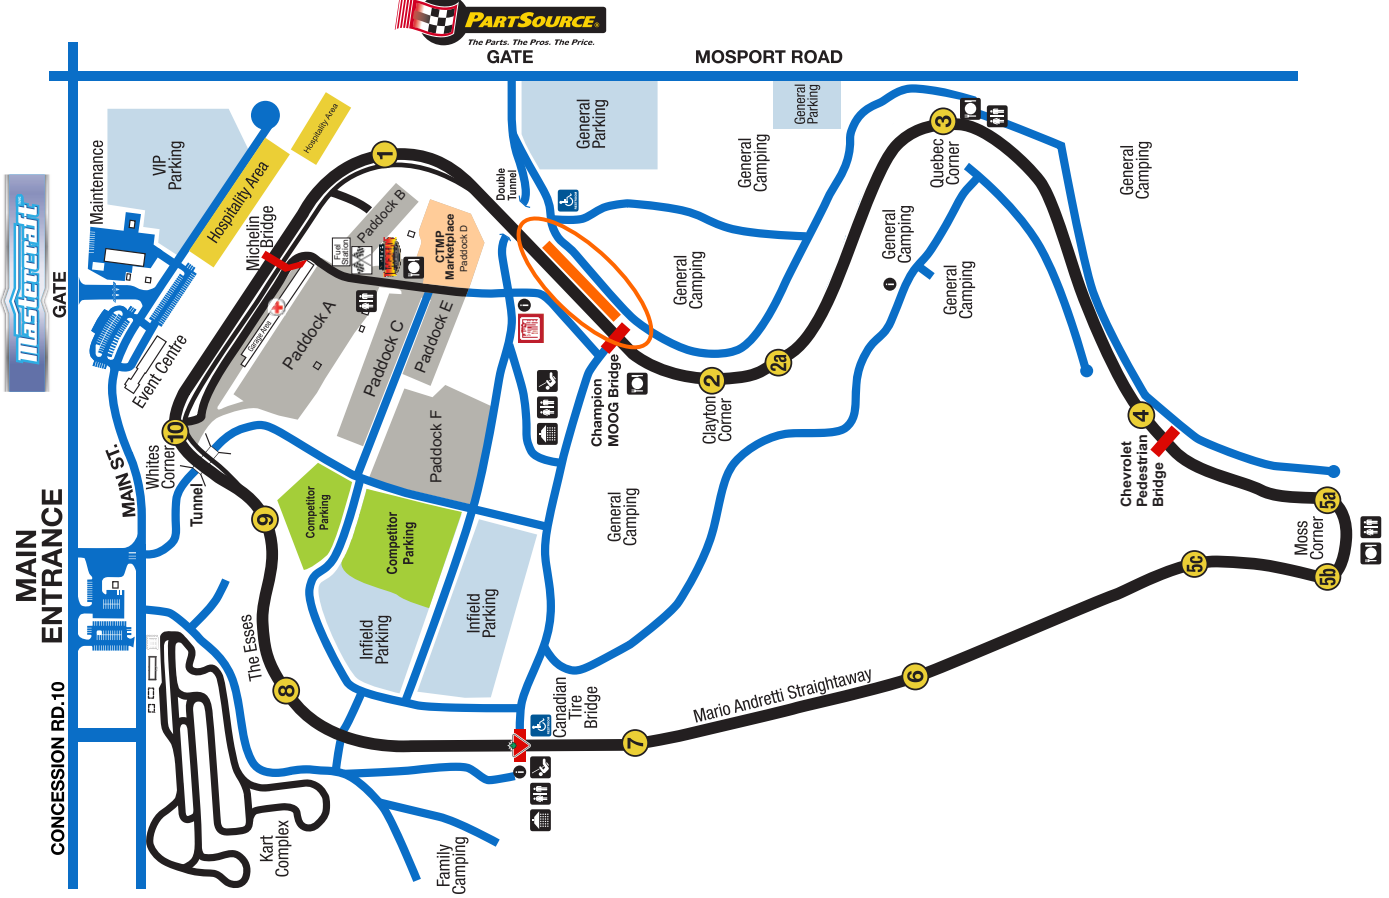 PARTSOURCE®
The Parts. The Pros. The Price.
GATE
MOSPORT ROAD
Mastercraft
GATE
Maintenance
VIP
Parking
Hospitality Area
Hospitality Area
Michelin
Bridge
1
Double
Tunnel
General
Parking
General
Parking
General
Camping
3
Quebec
Corner
General
Camping
Paddock B
Fuel
Station
CTMP
Marketplace
Paddock D
General
Camping
General
Camping
General
Camping
i
Event Centre
Garage Area
Paddock A
Paddock C
Paddock E
i
Champion
MOOG Bridge
2
Clayton
Corner
2a
4
Chevrolet
Pedestrian
Bridge
MAIN ST.
10
Whites
Corner
Tunnel
Paddock F
General
Camping
MAIN
ENTRANCE
9
Competitor
Parking
Competitor
Parking
5a
Moss
Corner
5b
5c
The Esses
Infield
Parking
Infield
Parking
8
CONCESSION RD.10
Canadian
Tire
Bridge
i
7
Mario Andretti Straightaway
6
Kart
Complex
Family
Camping